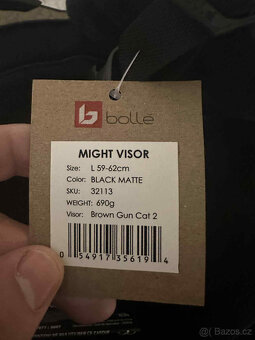 bollé
MIGHT VISOR
Size: L 59-62cm
Color: BLACK MATTE
SKU: 32113
WEIGHT: 690g
Visor: Brown Gun Cat 2
0 54917 35619 4
sbazos.cz